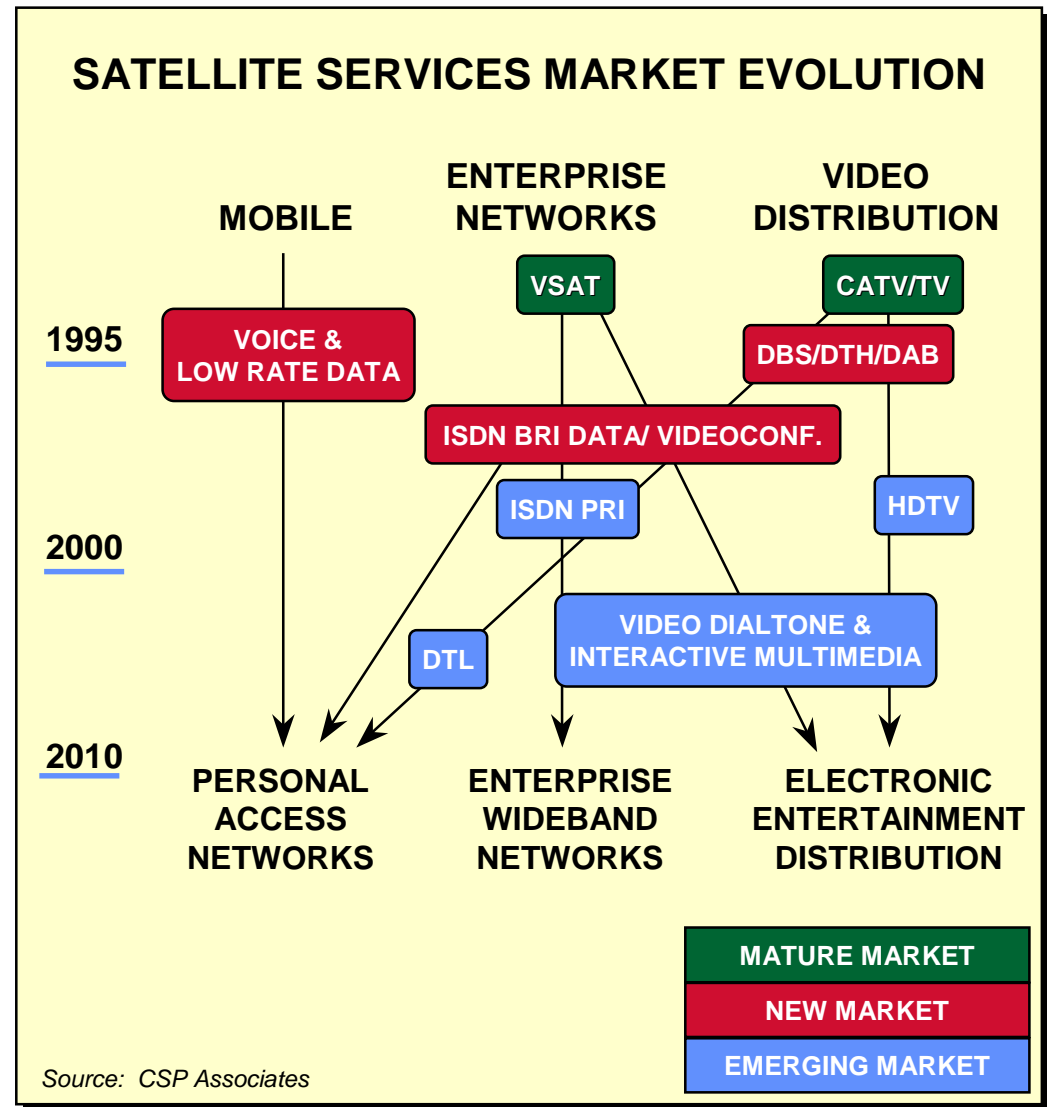 SATELLITE SERVICES MARKET EVOLUTION
MOBILE
ENTERPRISE
NETWORKS
VIDEO
DISTRIBUTION
VSAT
CATV/TV
1995
VOICE &
LOW RATE DATA
DBS/DTH/DAB
ISDN BRI DATA/ VIDEOCONF.
ISDN PRI
HDTV
2000
VIDEO DIALTONE &
INTERACTIVE MULTIMEDIA
DTL
2010
PERSONAL
ACCESS
NETWORKS
ENTERPRISE
WIDEBAND
NETWORKS
ELECTRONIC
ENTERTAINMENT
DISTRIBUTION
MATURE MARKET
NEW MARKET
EMERGING MARKET
Source: CSP Associates